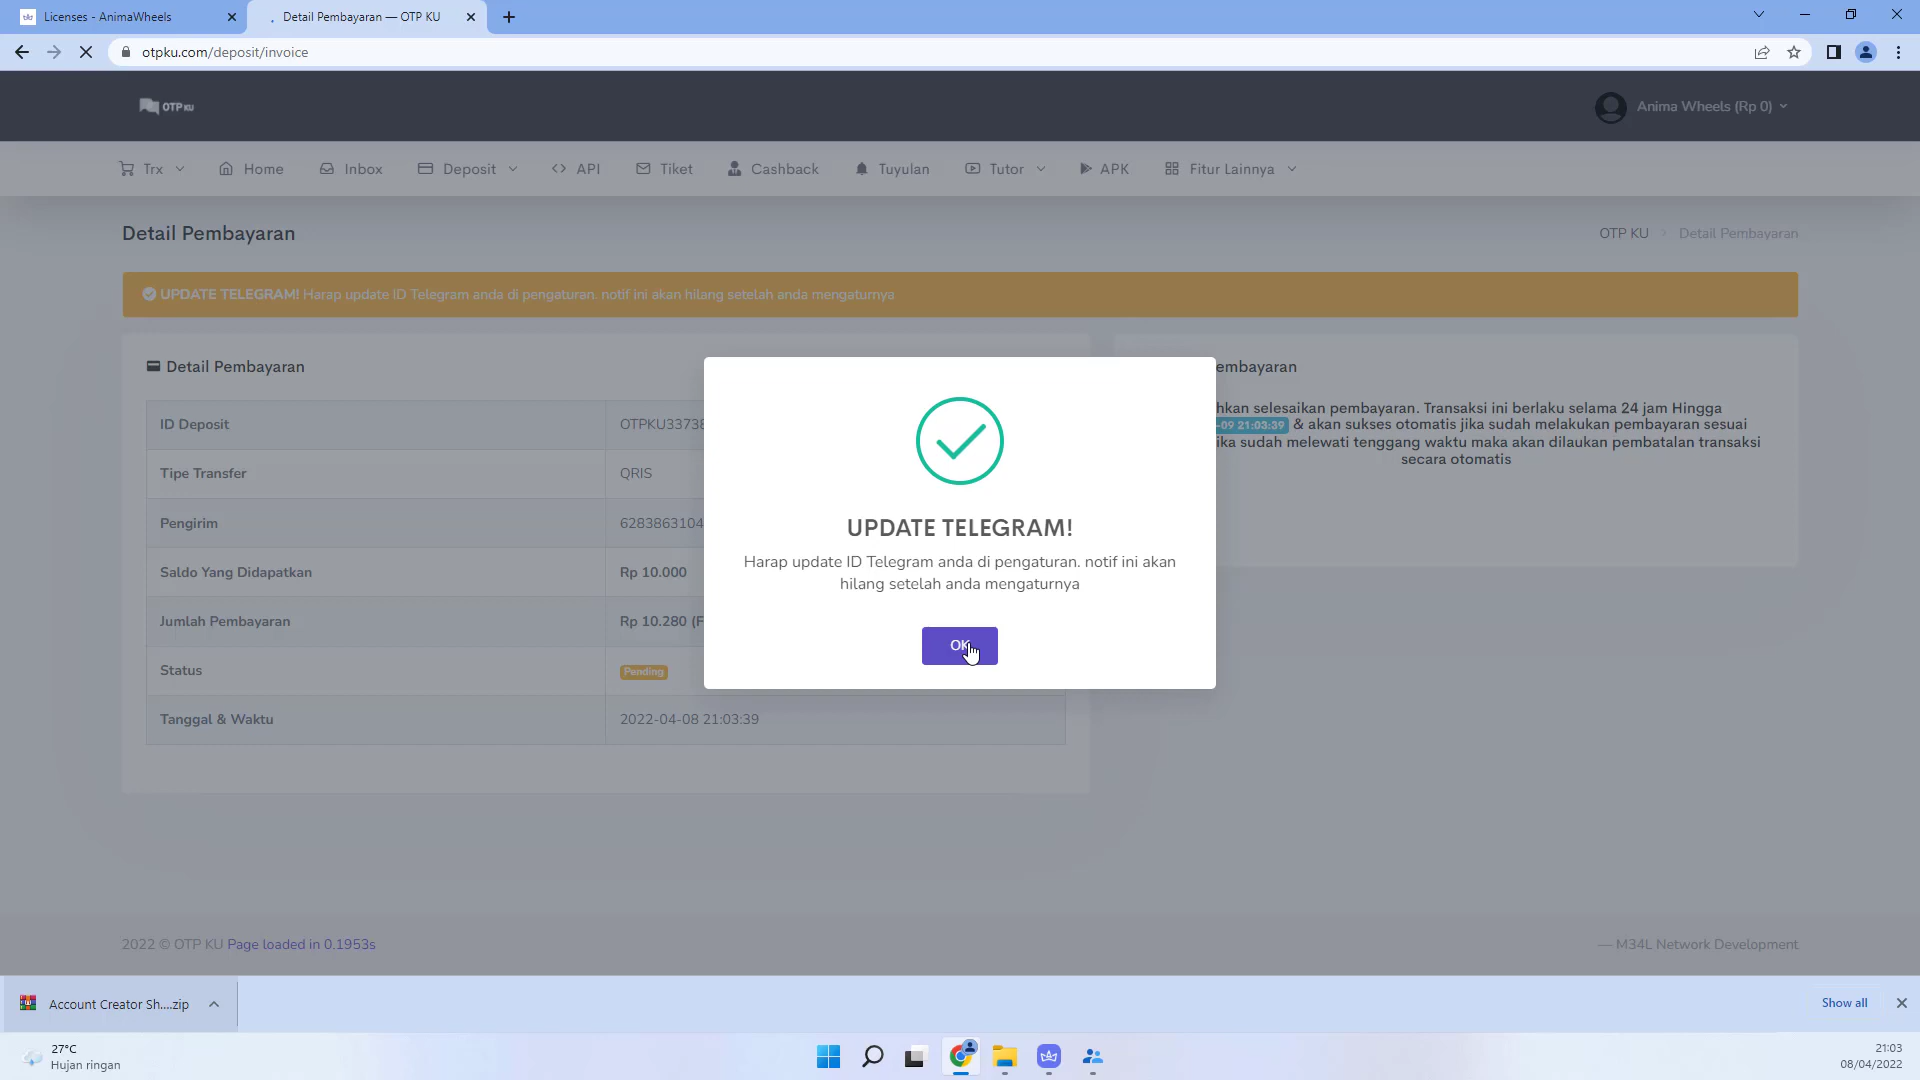 Licenses - AnimaWheels
Detail Pembayaran — OTP KU
otpku.com/deposit/invoice
OTP KU
Anima Wheels (Rp 0)
Trx
Home
Inbox
Deposit
API
Tiket
Cashback
Tuyulan
Tutor
APK
Fitur Lainnya
Detail Pembayaran
OTP KU
Detail Pembayaran
UPDATE TELEGRAM! Harap update ID Telegram anda di pengaturan. notif ini akan hilang setelah anda mengaturnya
Detail Pembayaran
ID Deposit
OTPKU3373
Tipe Transfer
QRIS
Pengirim
6283863104
Saldo Yang Didapatkan
Rp 10.000
Jumlah Pembayaran
Rp 10.280 (F
Status
Pending
Tanggal & Waktu
2022-04-08 21:03:39
UPDATE TELEGRAM!
Harap update ID Telegram anda di pengaturan. notif ini akan
hilang setelah anda mengaturnya
OK
embayaran
hkan selesaikan pembayaran. Transaksi ini berlaku selama 24 jam Hingga
-09 21:03:39 & akan sukses otomatis jika sudah melakukan pembayaran sesuai
ika sudah melewati tenggang waktu maka akan dilaukan pembatalan transaksi
secara otomatis
2022 © OTP KU Page loaded in 0.1953s
— M34L Network Development
Account Creator Sh....zip
Show all
27°C
Hujan ringan
21:03
08/04/2022